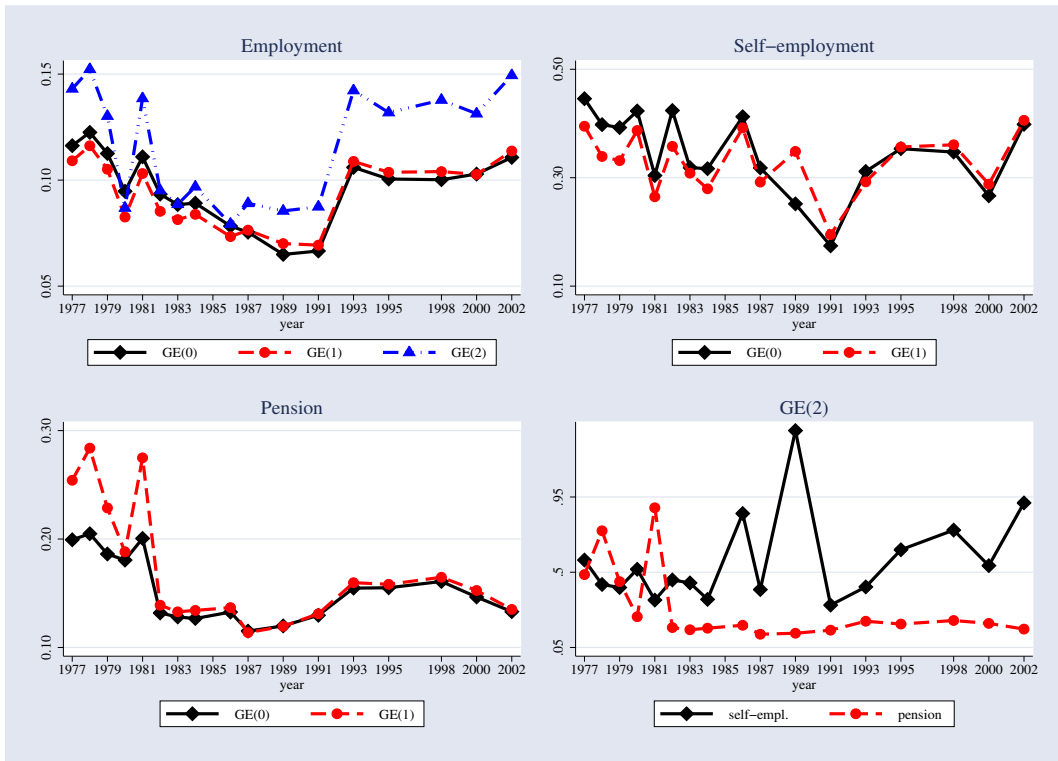 Employment
0.15
0.10
0.05
1977 1979 1981 1983 1985 1987 1989 1991 1993 1995 1998 2000 2002
year
GE(0) GE(1) GE(2)
Self−employment
0.50
0.30
0.10
1977 1979 1981 1983 1985 1987 1989 1991 1993 1995 1998 2000 2002
year
GE(0) GE(1)
Pension
0.30
0.20
0.10
1977 1979 1981 1983 1985 1987 1989 1991 1993 1995 1998 2000 2002
year
GE(0) GE(1)
GE(2)
.95
.5
.05
1977 1979 1981 1983 1985 1987 1989 1991 1993 1995 1998 2000 2002
year
self−empl. pension